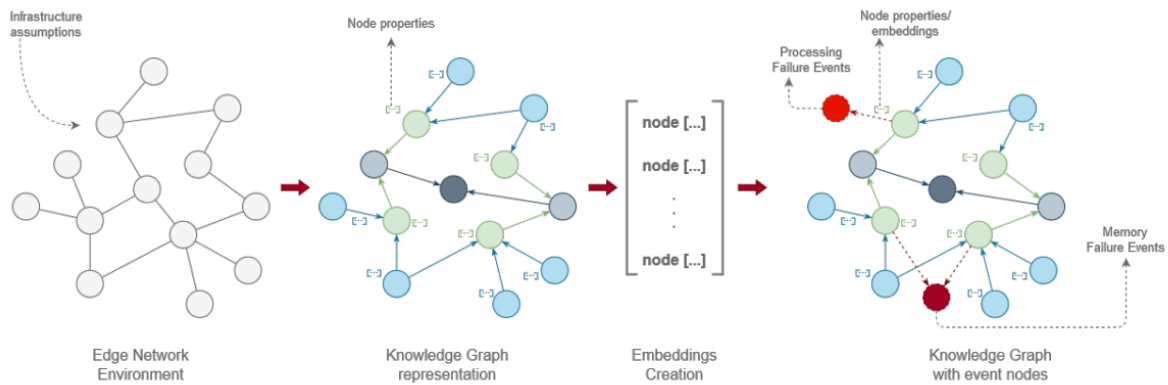 Infrastructure
assumptions
Node properties
[...]
[...]
[...]
[...]
[...]
[...]
[...]
[...]
[...]
[...]
node [...]
node [...]
.
.
.
node [...]
Node properties/
embeddings
Processing
Failure Events
[...]
[...]
[...]
[...]
[...]
[...]
[...]
[...]
[...]
[...]
Memory
Failure Events
Edge Network
Environment
Knowledge Graph
representation
Embeddings
Creation
Knowledge Graph
with event nodes